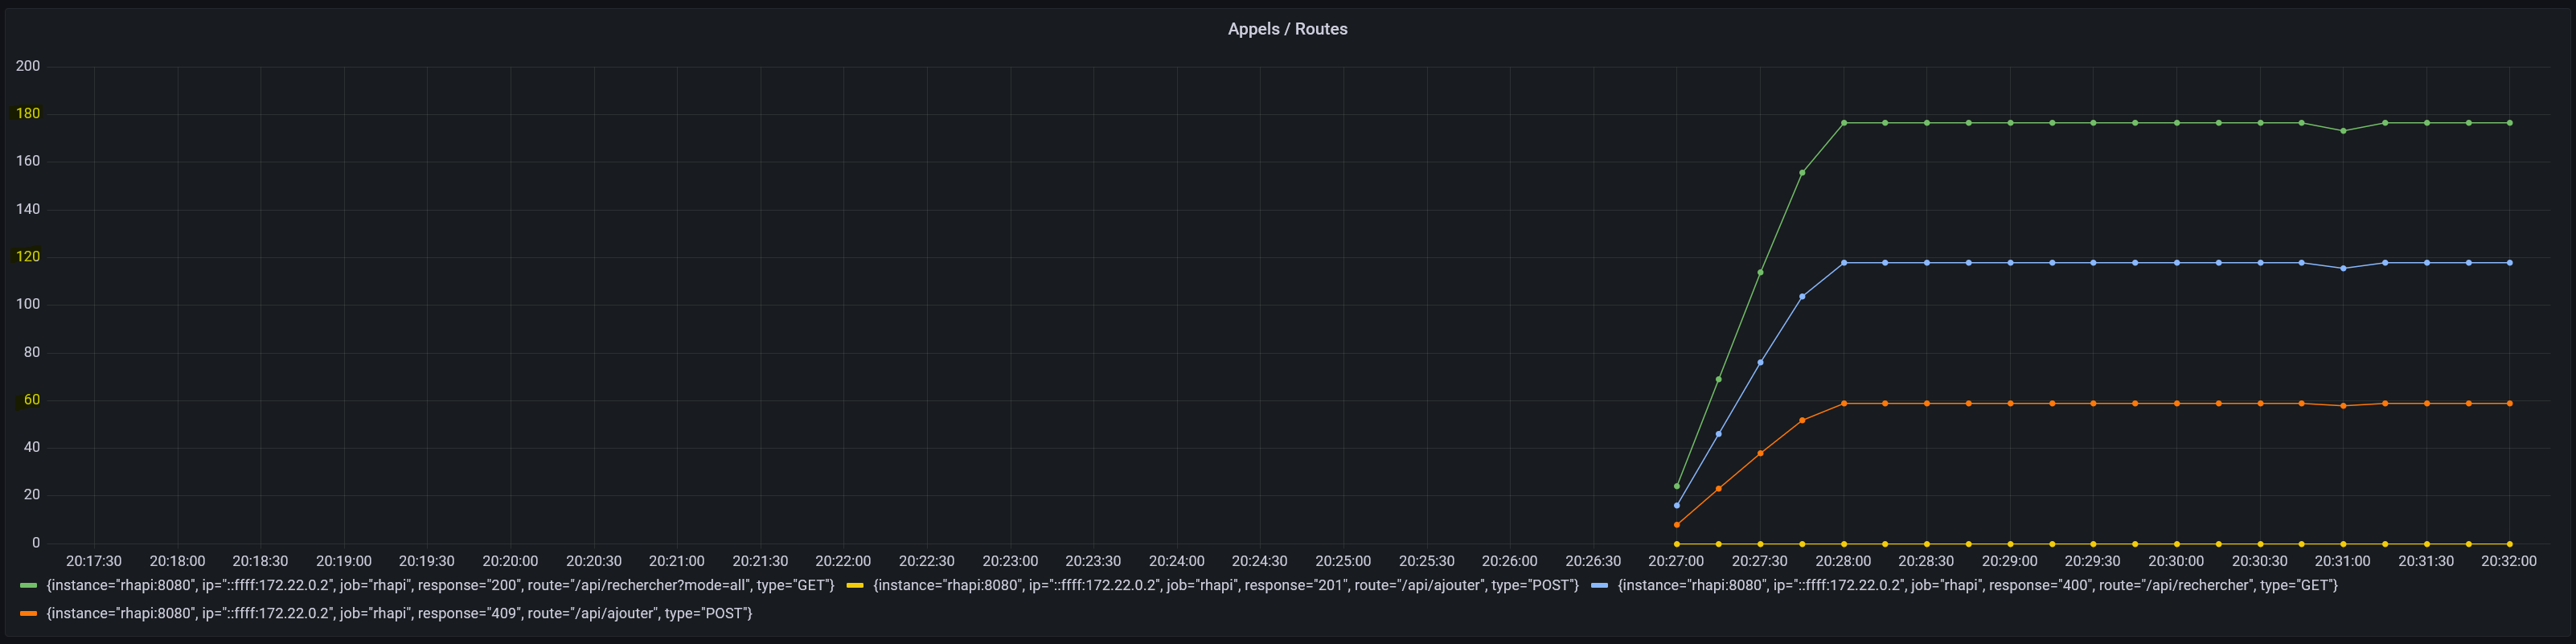 Appels / Routes
200
180
160
140
120
100
80
60
40
20
0
20:17:30 20:18:00 20:18:30 20:19:00 20:19:30 20:20:00 20:20:30 20:21:00 20:21:30 20:22:00 20:22:30 20:23:00 20:23:30 20:24:00 20:24:30 20:25:00 20:25:30 20:26:00 20:26:30 20:27:00 20:27:30 20:28:00 20:28:30 20:29:00 20:29:30 20:30:00 20:30:30 20:31:00 20:31:30 20:32:00
{instance="rhapi:8080", ip="::ffff:172.22.0.2", job="rhapi", response="200", route="/api/rechercher?mode=all", type="GET"} {instance="rhapi:8080", ip="::ffff:172.22.0.2", job="rhapi", response="201", route="/api/ajouter", type="POST"} {instance="rhapi:8080", ip="::ffff:172.22.0.2", job="rhapi", response="400", route="/api/rechercher", type="GET"}
{instance="rhapi:8080", ip="::ffff:172.22.0.2", job="rhapi", response="409", route="/api/ajouter", type="POST"}